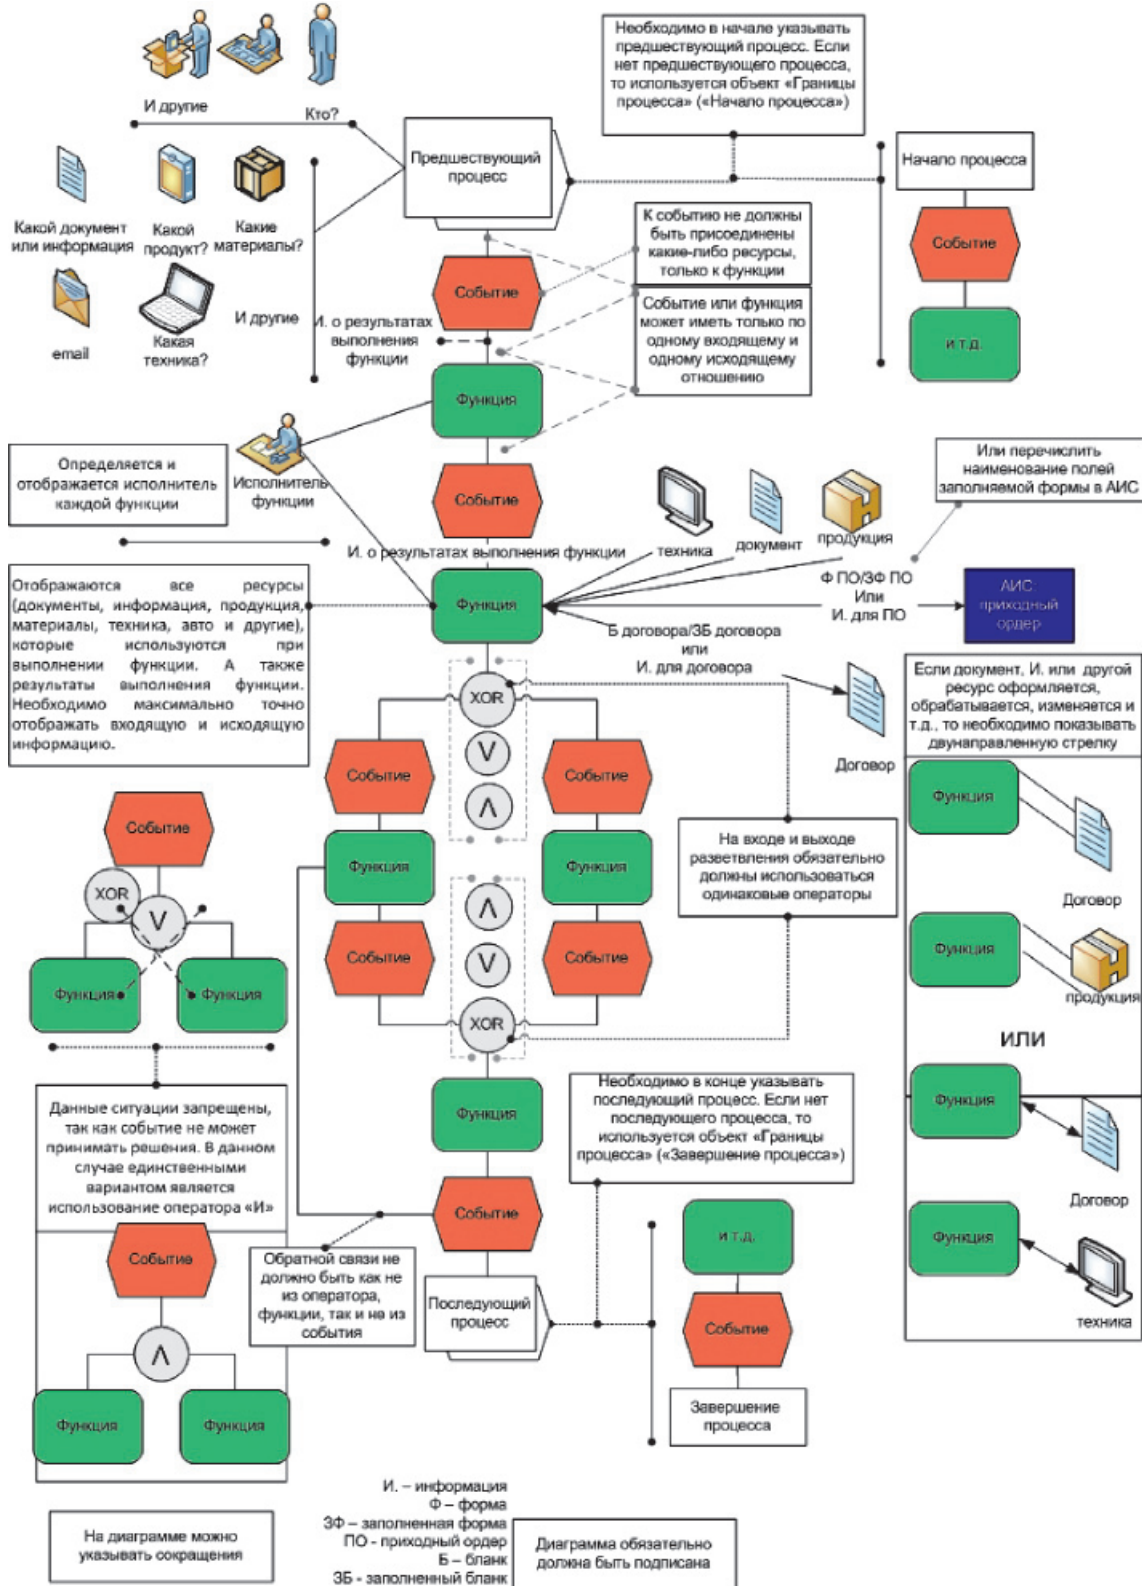 Необходимо в начале указывать
предшествующий процесс. Если
нет предшествующего процесса,
то используется объект «Границы
процесса» («Начало процесса»)
И другие
Кто?
Предшествующий
процесс
Начало процесса
Событие
и т.д.
Какой документ
или информация
Какой
продукт?
Какие
материалы?
email
Какая
техника?
И другие
К событию не должны
быть присоединены
какие-либо ресурсы,
только к функции
Событие
Событие или функция
может иметь только по
одному входящему и
одному исходящему
отношению
И. о результатах
выполнения
функции
Функция
Определяется и
отображается исполнитель
каждой функции
Исполнитель
функции
Событие
Или перечислить
наименование полей
заполняемой формы в АИС
техника
документ
продукция
И. о результатах выполнения функции
Функция
Ф ПО/ЗФ ПО
Или
И. для ПО
АИС:
приходный
ордер
Отображаются все ресурсы
(документы, информация, продукция,
материалы, техника, авто и другие),
которые используются при
выполнении функции. А также
результаты выполнения функции.
Необходимо максимально точно
отображать входящую и исходящую
информацию.
Б договора/ЗБ договора
или
И. для договора
Договор
Если документ, И. или другой
ресурс оформляется,
обрабатывается, изменяется и
т.д., то необходимо показывать
двунаправленную стрелку
XOR
V
Λ
Событие
Событие
Функция
Функция
Событие
Событие
Λ
V
XOR
На входе и выходе
разветвления обязательно
должны использоваться
одинаковые операторы
Функция
Договор
Функция
продукция
ИЛИ
Функция
Договор
Функция
техника
Событие
XOR
V
Функция
Функция
Данные ситуации запрещены,
так как событие не может
принимать решения. В данном
случае единственными
вариантом является
использование оператора «И»
Событие
Λ
Функция
Функция
Функция
Необходимо в конце указывать
последующий процесс. Если нет
последующего процесса, то
используется объект «Границы
процесса» («Завершение процесса»)
Событие
Обратной связи не
должно быть как не
из оператора,
функции, так и не из
события
Последующий
процесс
и т.д.
Событие
Завершение
процесса
На диаграмме можно
указывать сокращения
И. – информация
Ф – форма
ЗФ – заполненная форма
ПО - приходный ордер
Б – бланк
ЗБ - заполненный бланк
Диаграмма обязательно
должна быть подписана